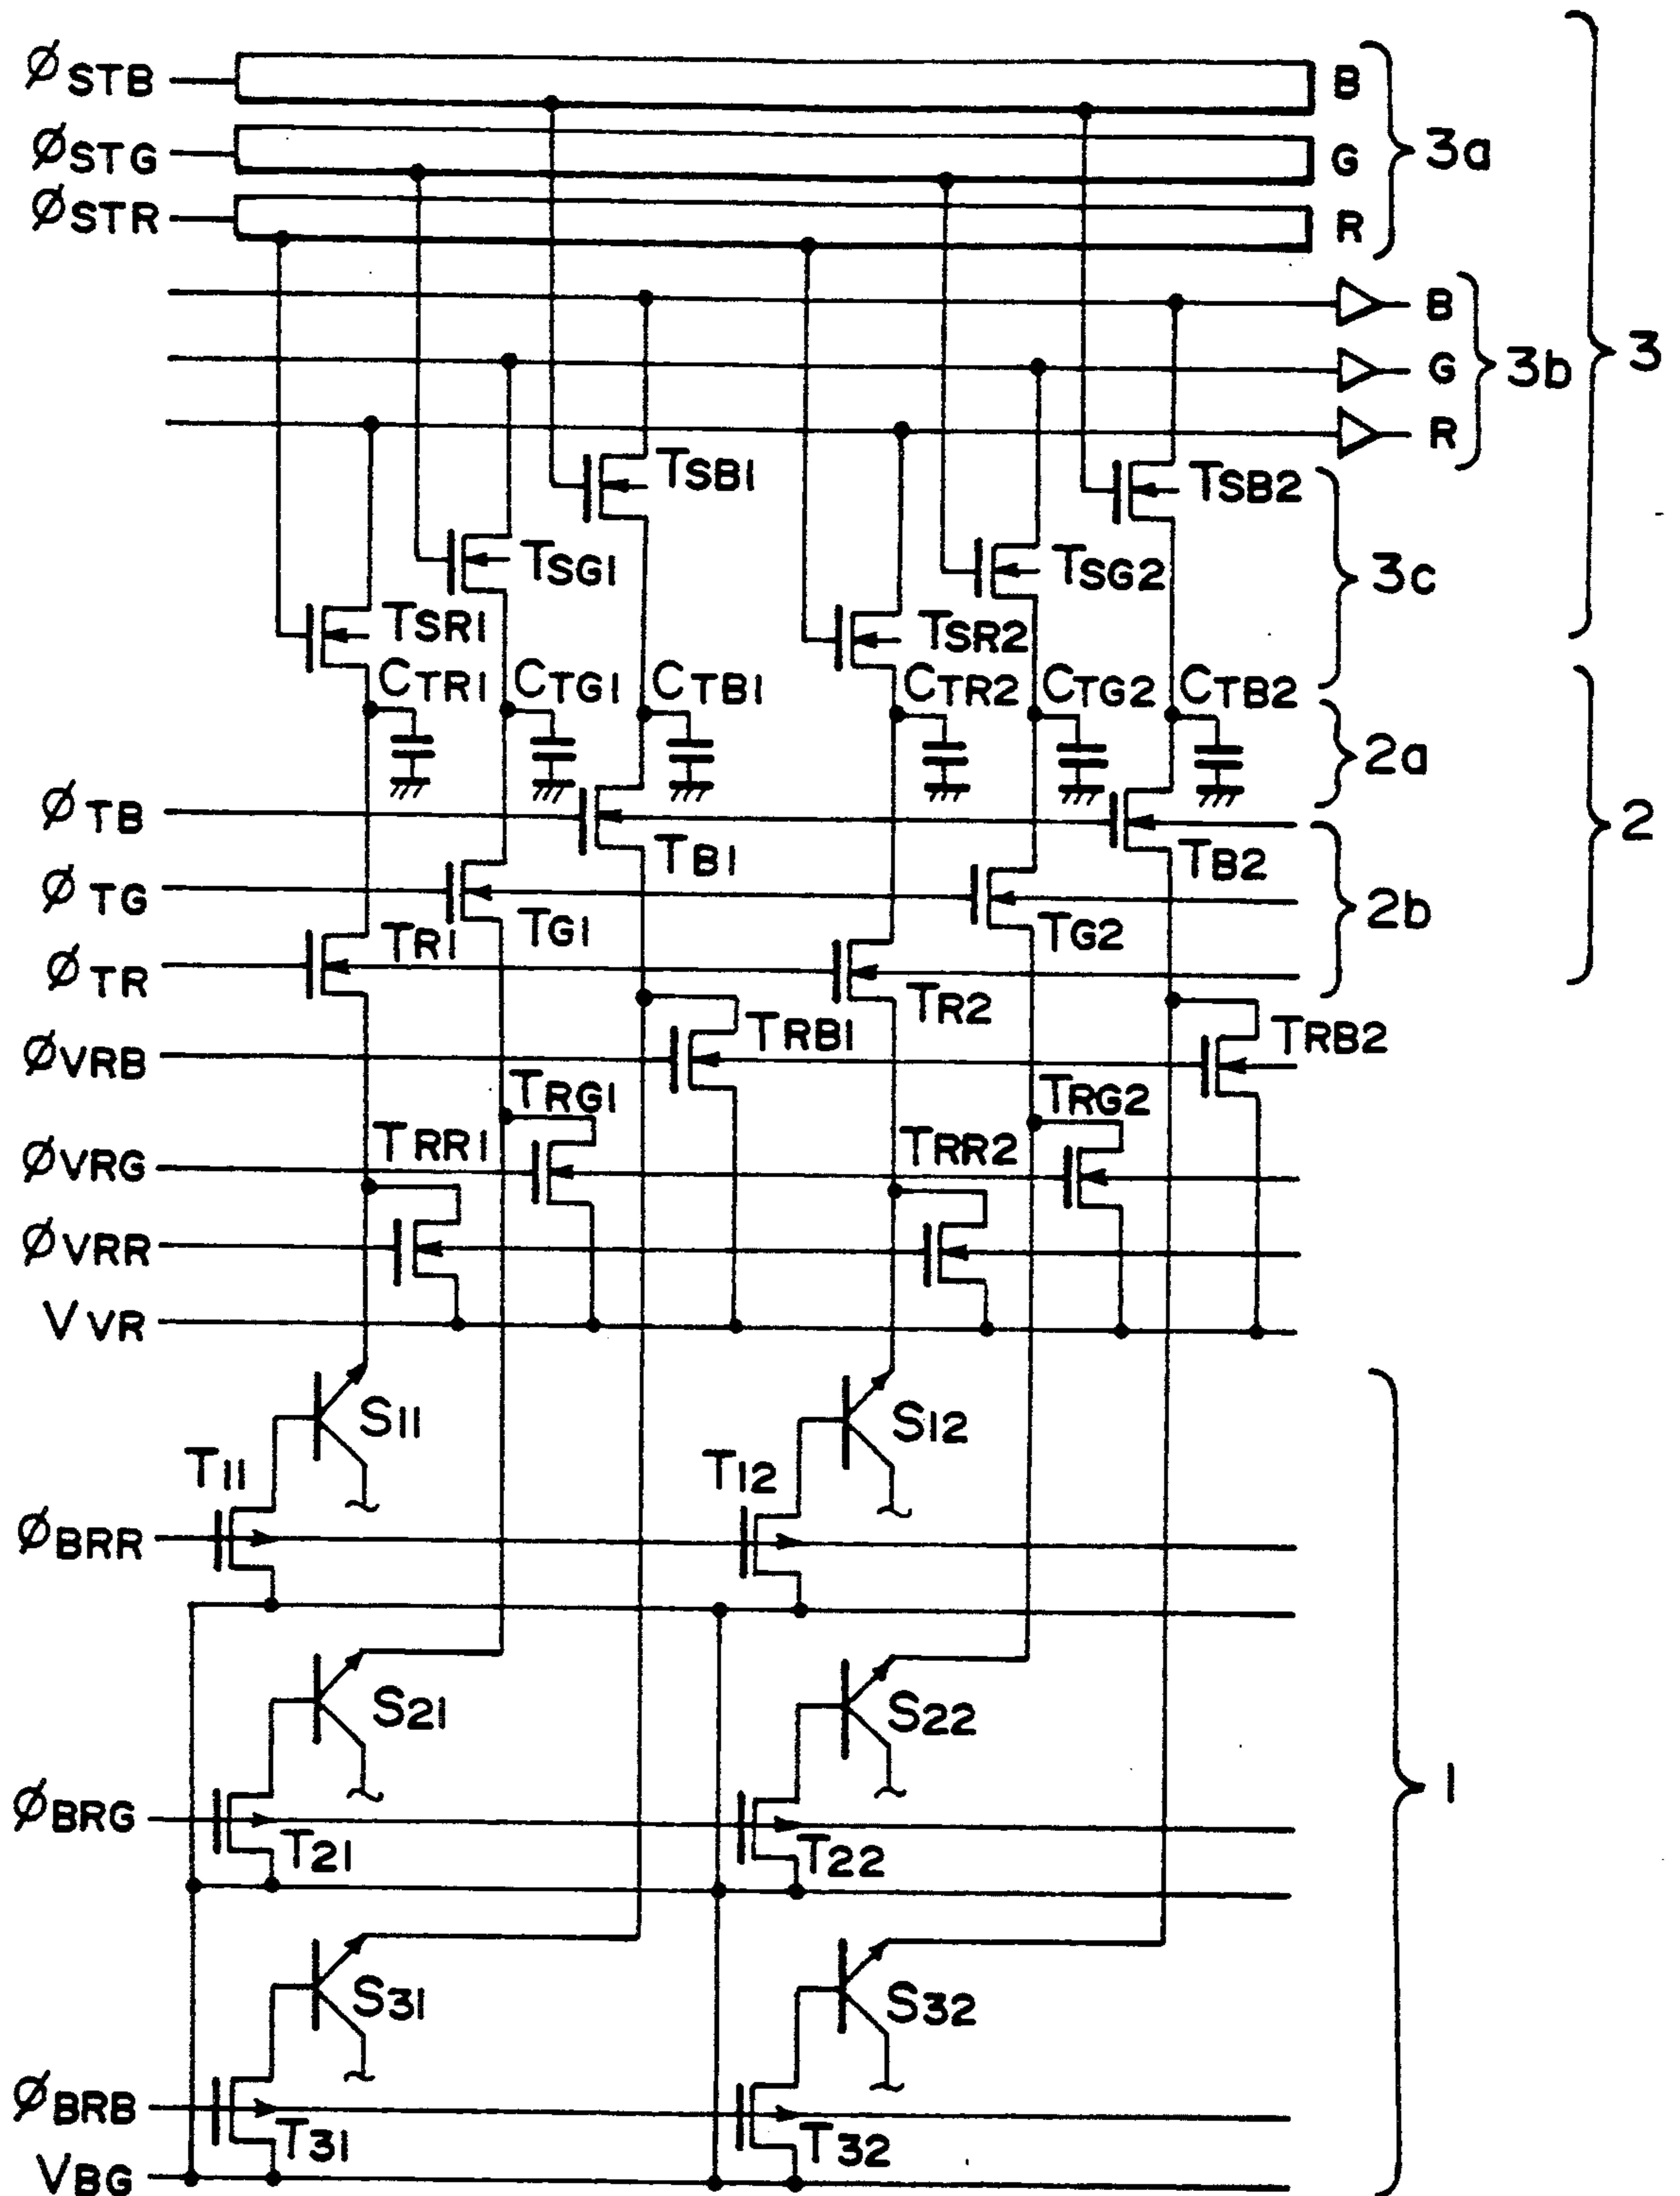 ØSTB B
ØSTG G 3a
ØSTR R
B
G 3b 3
R
TSB1 TSB2
TSG1 TSG2 3c
TSR1 TSR2
CTR1 CTG1 CTB1 CTR2 CTG2 CTB2
2a
ØTB 2
TB1 TB2
ØTG 2b
TR1 TG1 TG2
ØTR TR2
TRB1 TRB2
ØVRB
TRG1 TRG2
TRR1 TRR2
ØVRG
ØVRR
VVR
S11 S12
T11 T12
ØBRR
S21 S22
1
ØBRG
T21 T22
S31 S32
ØBRB
T31 T32
VBG